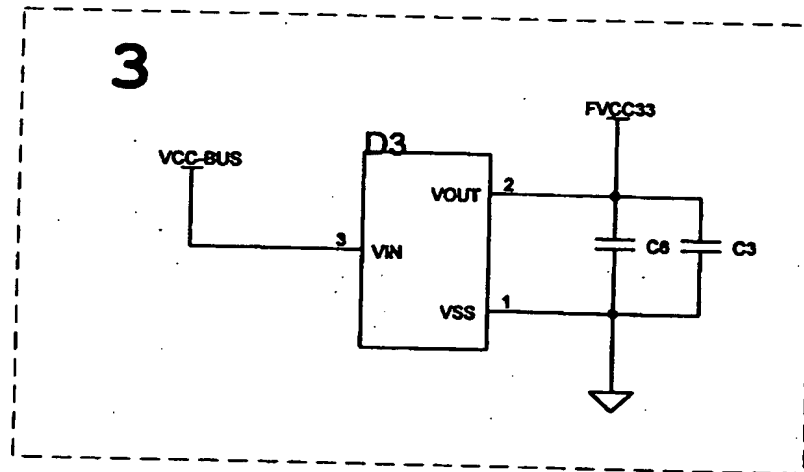 3
FVCC33
D3
VCC-BUS
VOUT 2
3 VIN
C6 C3
VSS 1